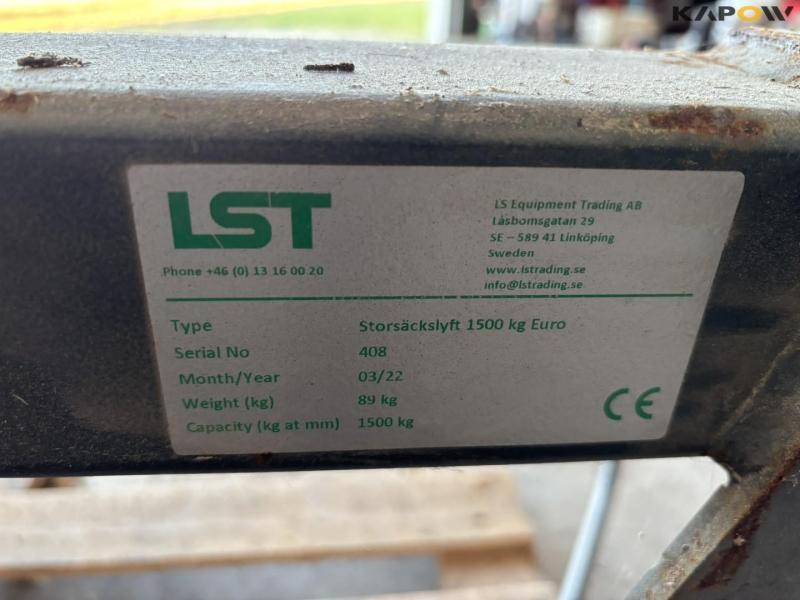 KAPOW
LST
Phone +46 (0) 13 16 00 20
LS Equipment Trading AB
Låsbomsgatan 29
SE – 589 41 Linköping
Sweden
www.lstrading.se
info@lstrading.se
Type Storsäckslyft 1500 kg Euro
Serial No 408
Month/Year 03/22
Weight (kg) 89 kg
Capacity (kg at mm) 1500 kg
CE